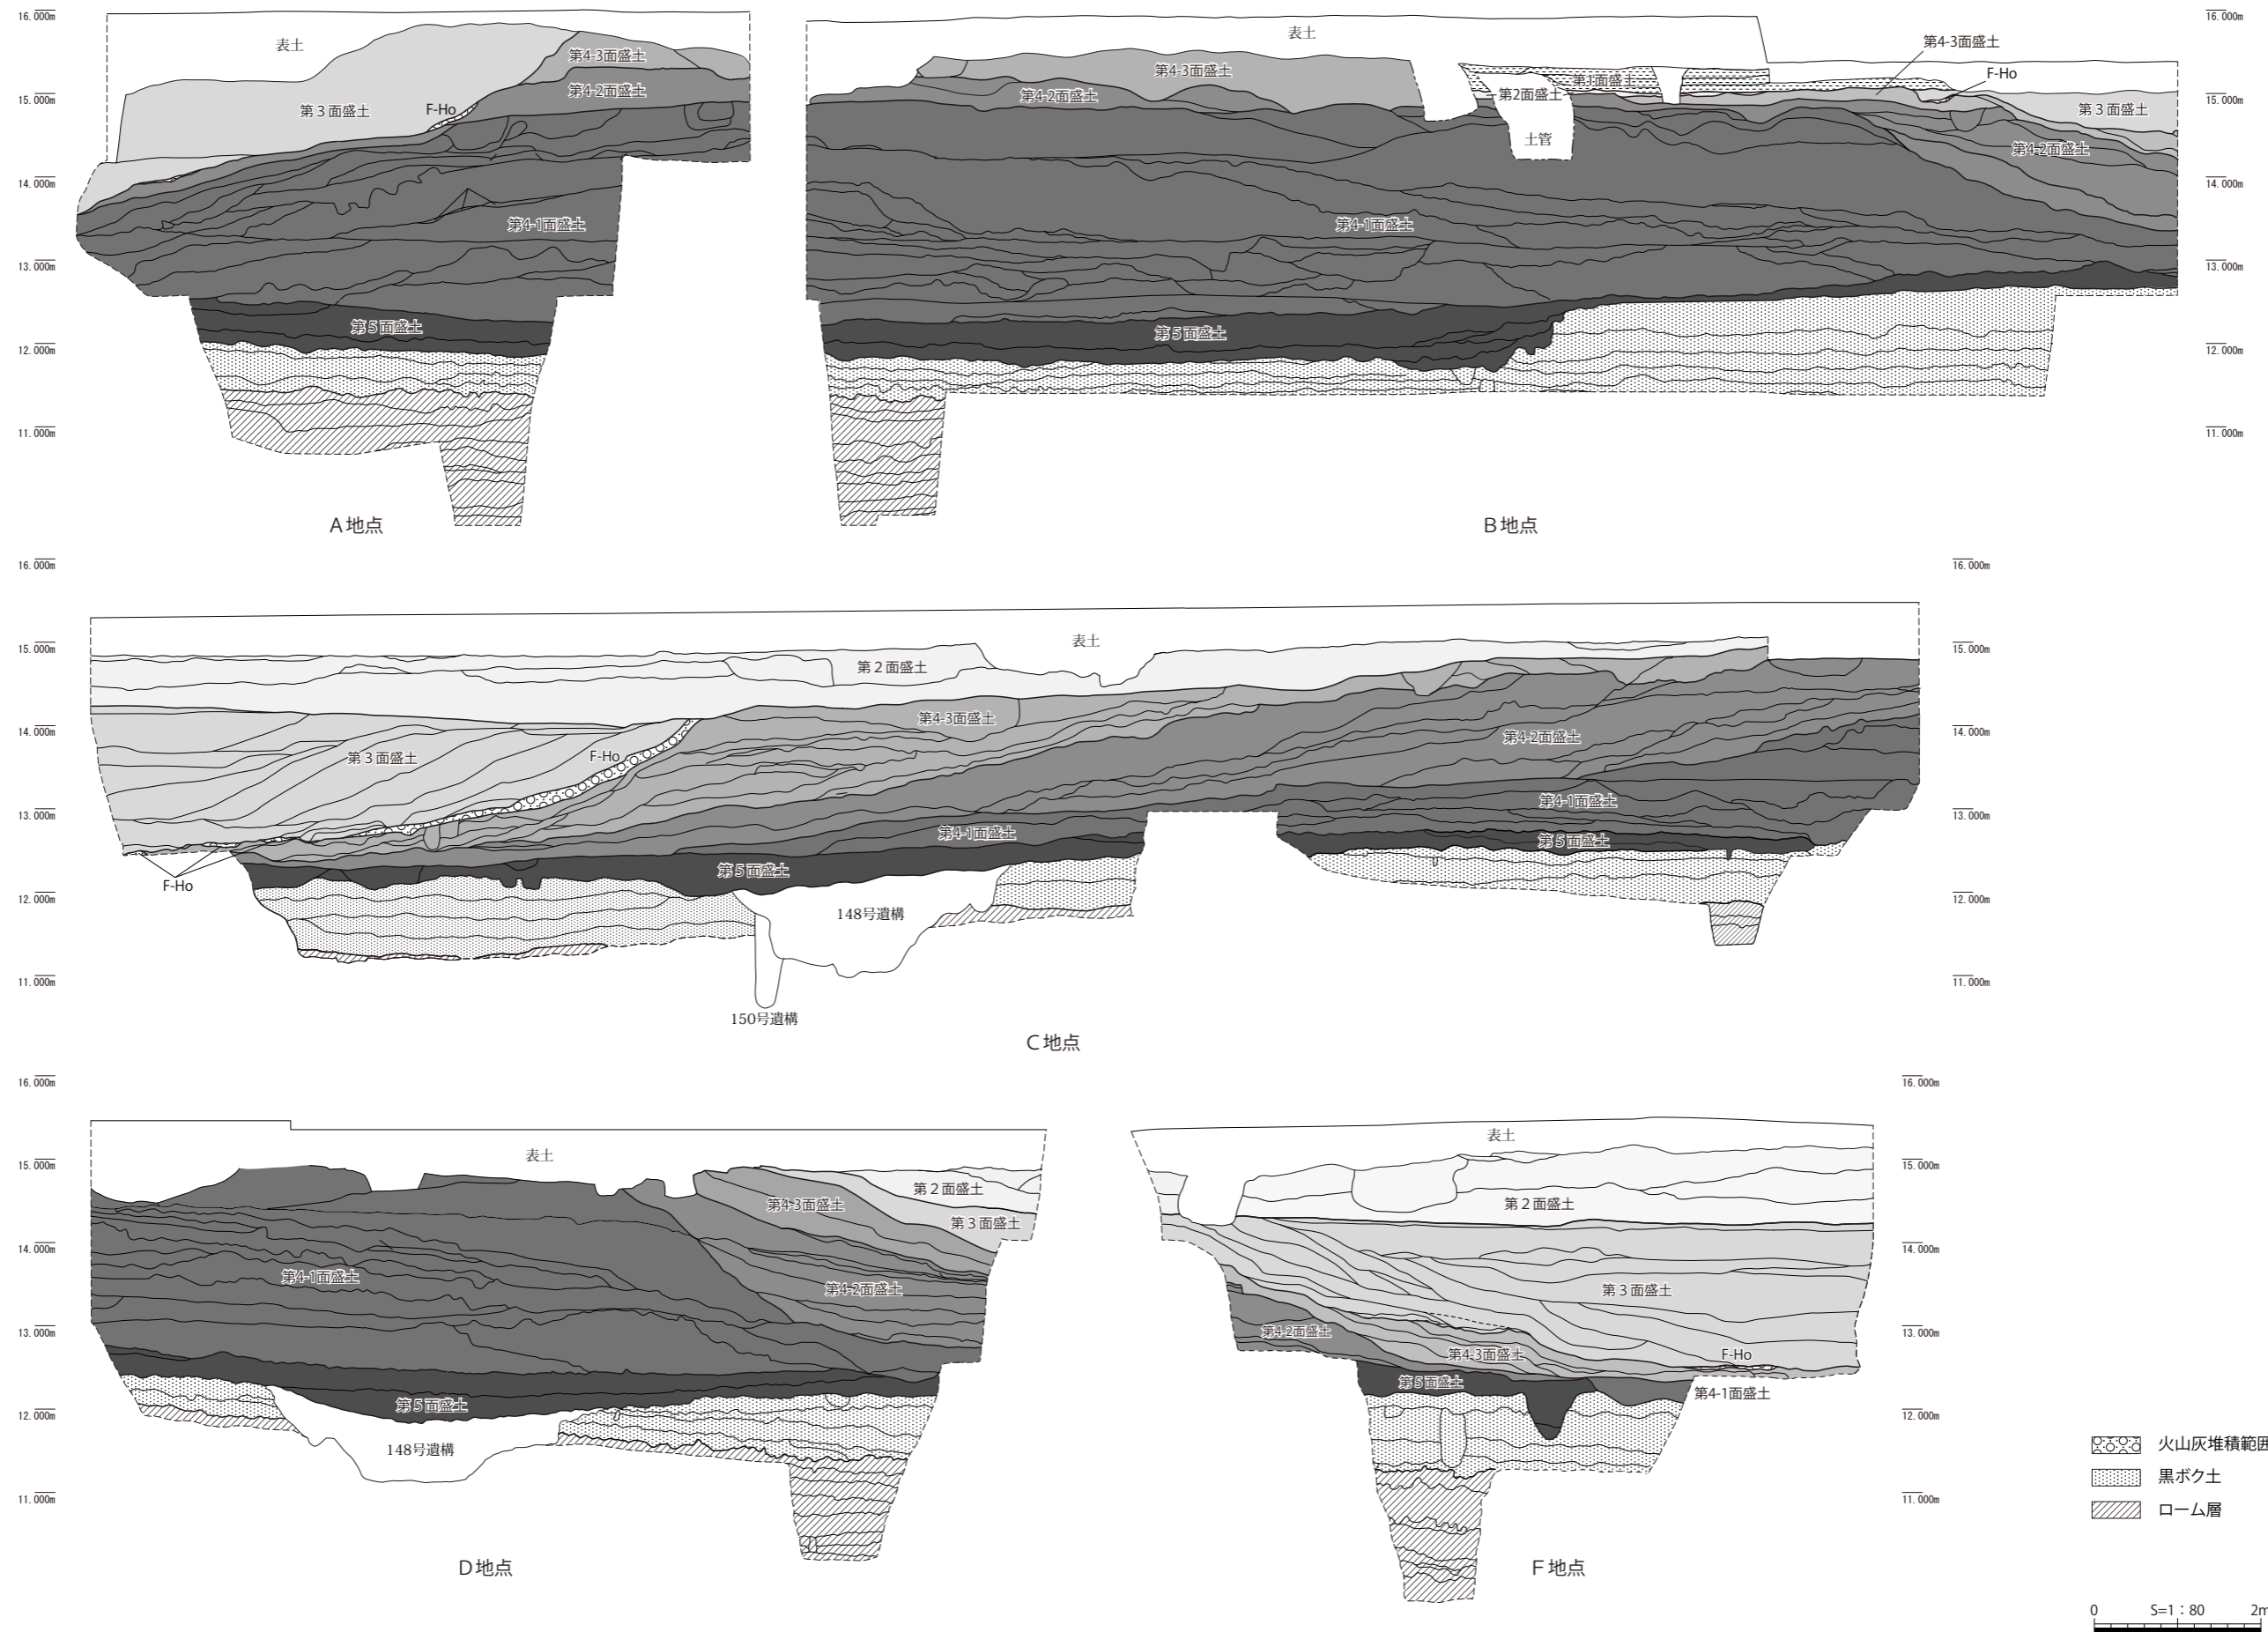 16.000m
15.000m
14.000m
13.000m
12.000m
11.000m
表土
第4-3面盛土
第4-2面盛土
第３面盛土
F-Ho
第4-1面盛土
第５面盛土
Ａ地点
16.000m
15.000m
14.000m
13.000m
12.000m
11.000m
表土
第4-3面盛土
F-Ho
第4-3面盛土
第1面盛土
第4-2面盛土
第2面盛土
第３面盛土
土管
第4-2面盛土
第4-1面盛土
第５面盛土
Ｂ地点
16.000m
15.000m
14.000m
13.000m
12.000m
11.000m
16.000m
15.000m
14.000m
13.000m
12.000m
11.000m
表土
第２面盛土
第4-3面盛土
第4-2面盛土
F-Ho
第３面盛土
第4-1面盛土
第4-1面盛土
第５面盛土
第５面盛土
F-Ho
148号遺構
150号遺構
Ｃ地点
16.000m
15.000m
14.000m
13.000m
12.000m
11.000m
表土
第２面盛土
第4-3面盛土
第３面盛土
第4-1面盛土
第4-2面盛土
第５面盛土
148号遺構
Ｄ地点
16.000m
15.000m
14.000m
13.000m
12.000m
11.000m
表土
第２面盛土
第３面盛土
第4-2面盛土
第4-3面盛土
F-Ho
第５面盛土
第4-1面盛土
Ｆ地点
火山灰堆積範囲
黒ボク土
ローム層
0 S=1：80 2m